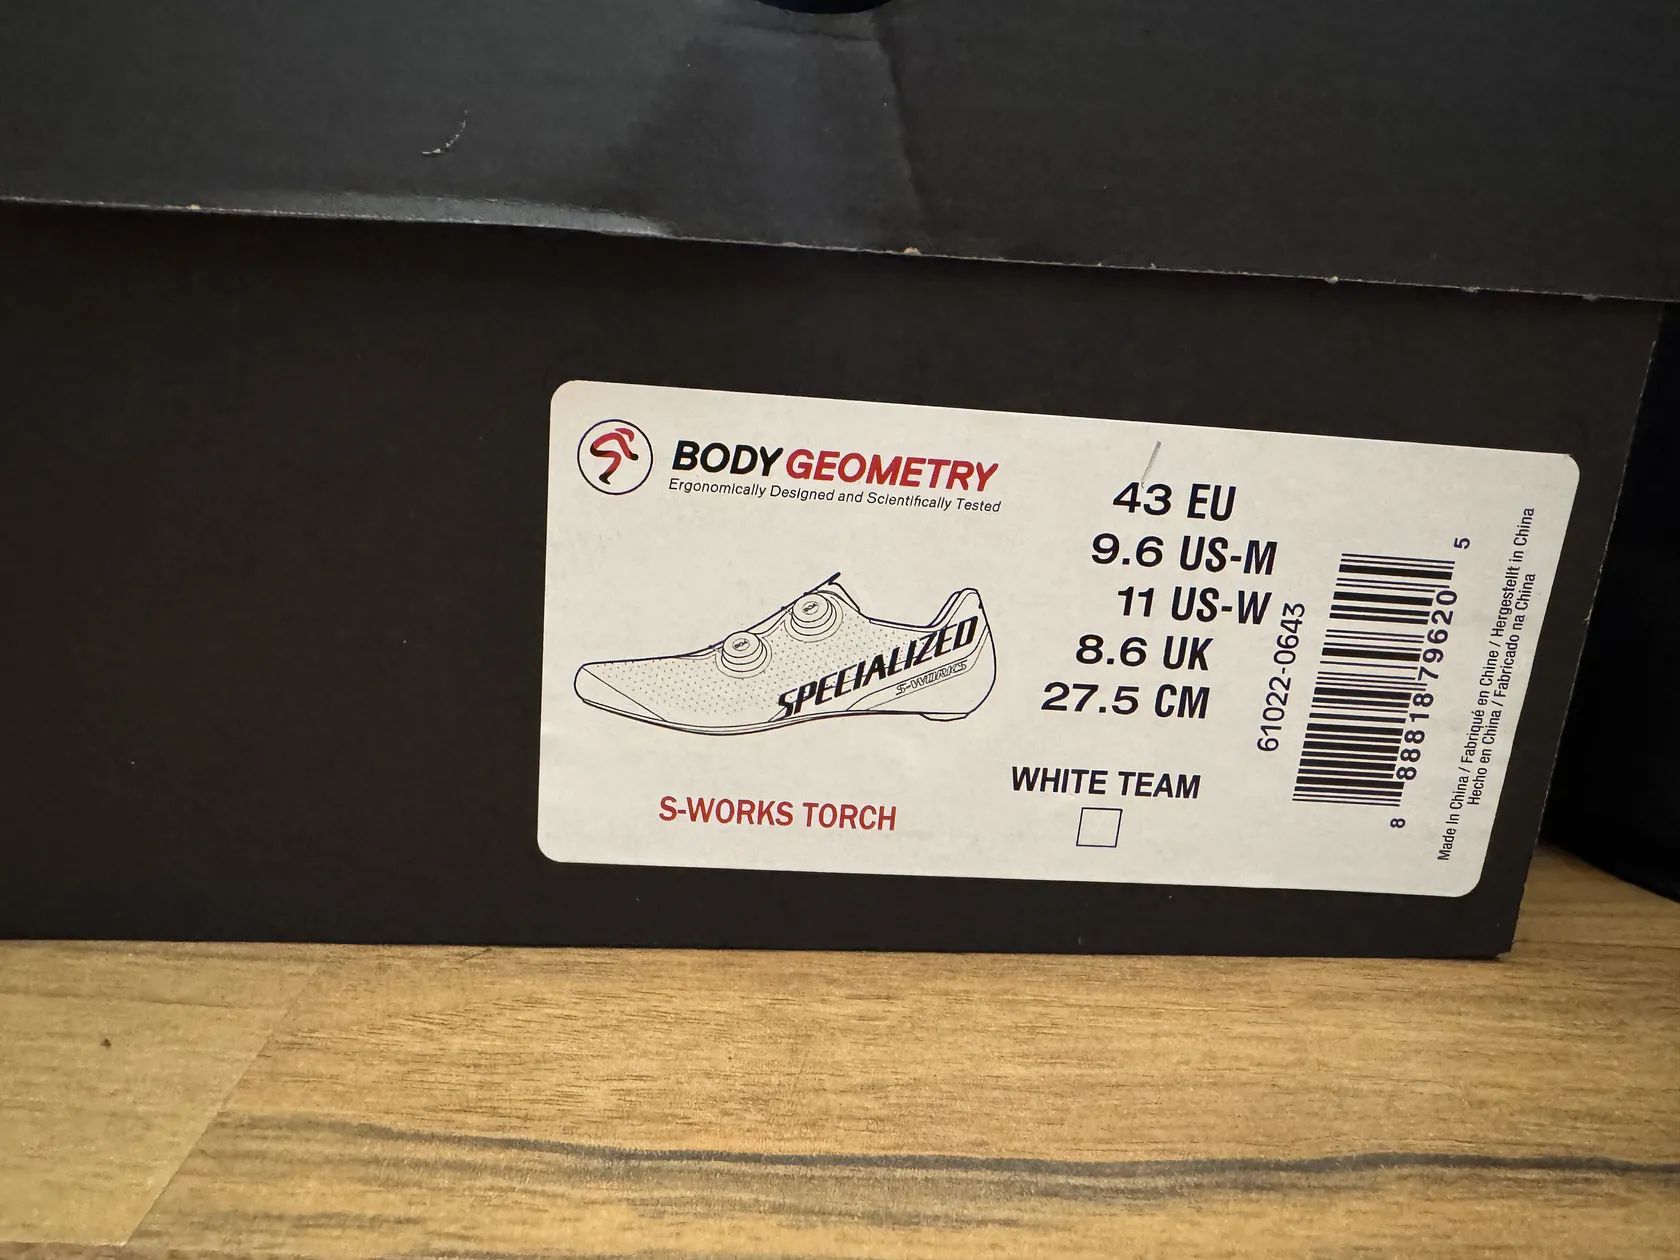 BODY GEOMETRY
Ergonomically Designed and Scientifically Tested
SPECIALIZED
S-WORKS
S-WORKS TORCH
43 EU
9.6 US-M
11 US-W
8.6 UK
27.5 CM
WHITE TEAM
61022-0643
8 88818 79620 5
Made In China / Fabriqué en Chine / Hergestellt in China
Hecho en China / Fabricado na China